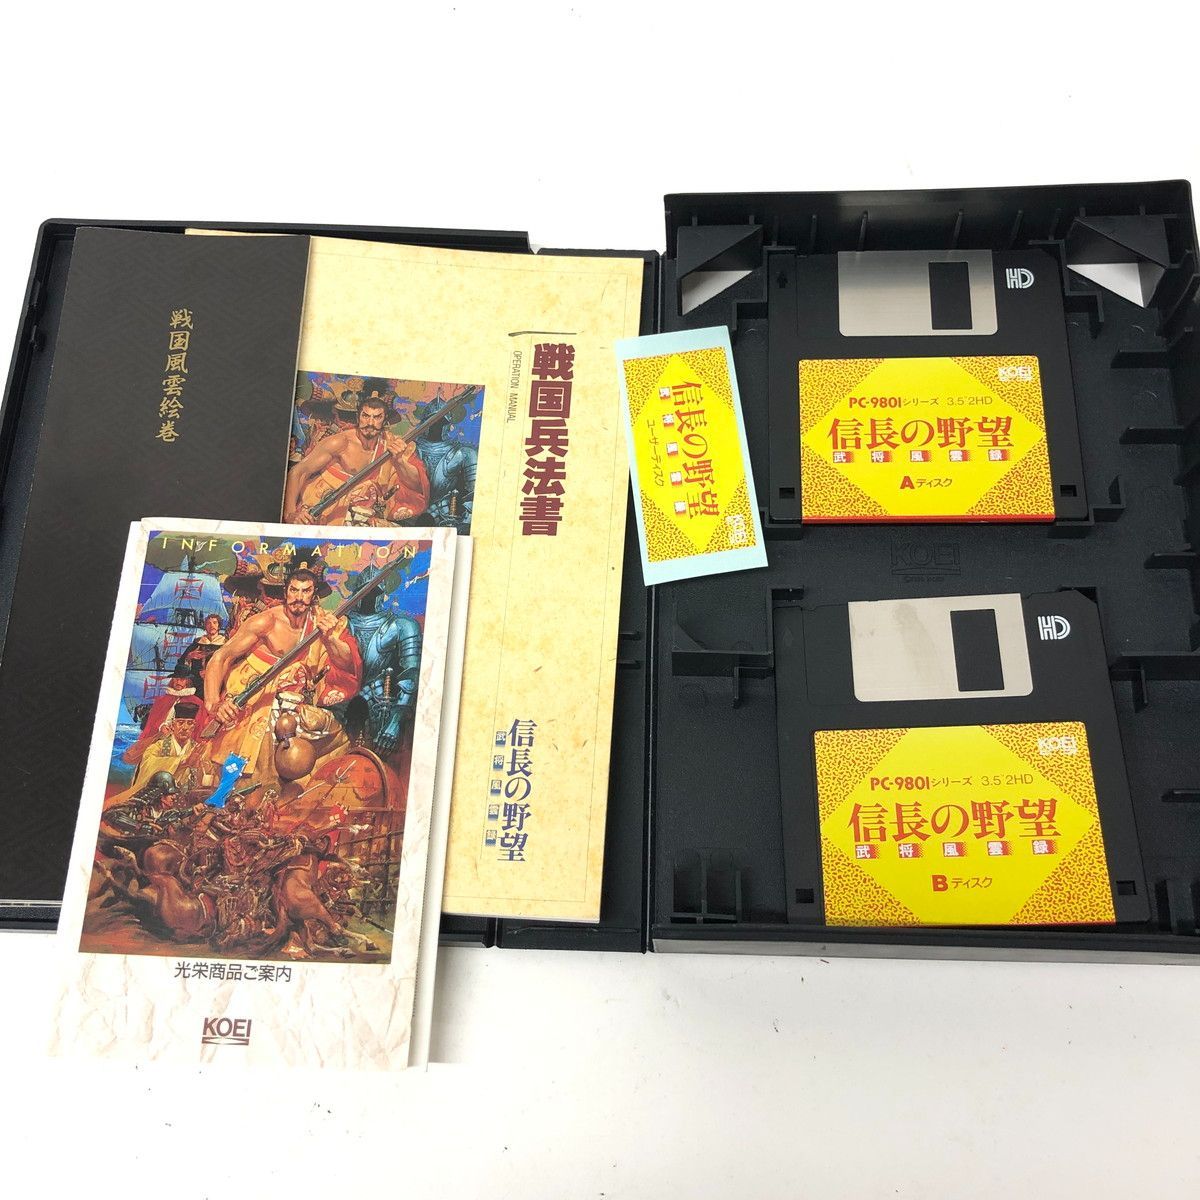 戦国風雲絵巻
戦国兵法書
OPERATION MANUAL
信長の野望
武将風雲録
INFORMATION
光栄商品ご案内
KOEI
信長の野望
武将風雲録
ユーザーディスク
KOEI
HD
KOEI
PC-9801シリーズ 3.5"2HD
信長の野望
武将風雲録
Aディスク
KOEI
HD
KOEI
PC-9801シリーズ 3.5"2HD
信長の野望
武将風雲録
Bディスク